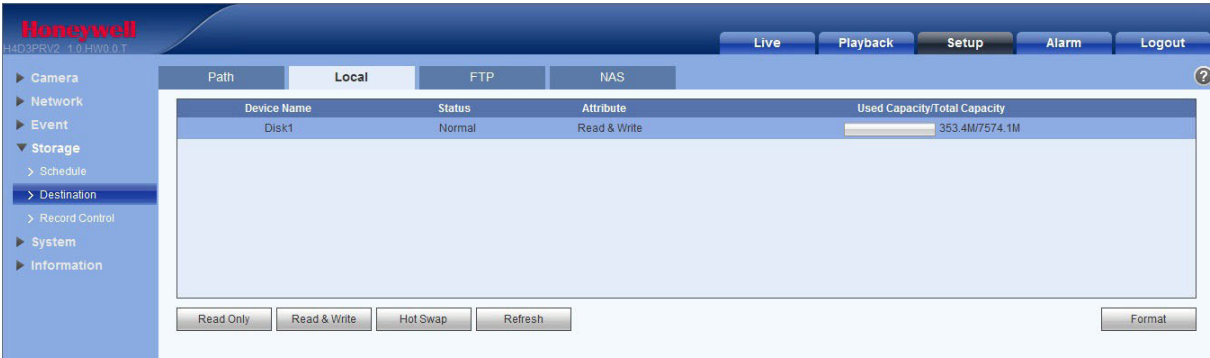 Honeywell
H4D3PRV2 1.0.HW0.0.T
Live Playback Setup Alarm Logout
Camera
Network
Event
Storage
Schedule
Destination
Record Control
System
Information
Path Local FTP NAS
?
Device Name Status Attribute Used Capacity/Total Capacity
Disk1 Normal Read & Write 353.4M/7574.1M
Read Only Read & Write Hot Swap Refresh Format